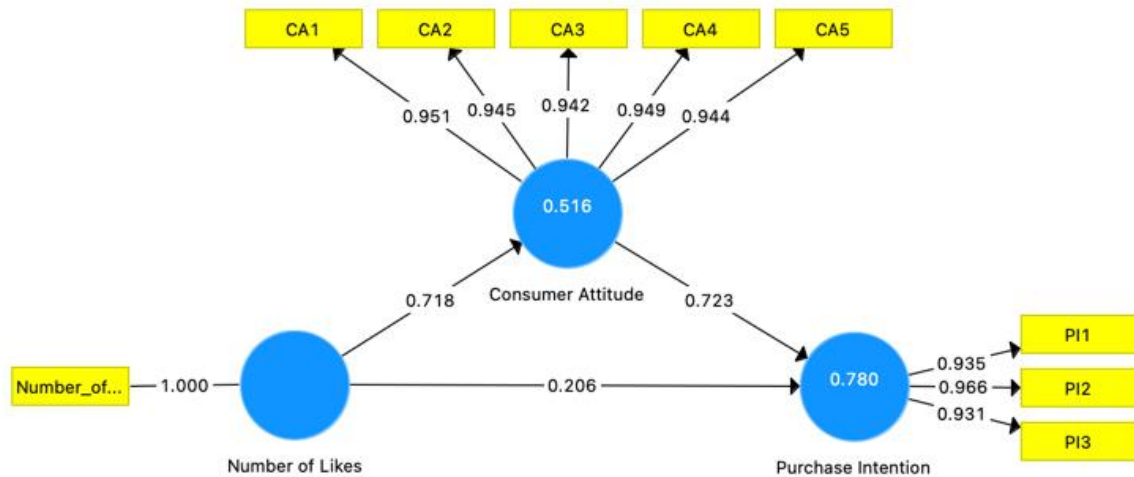 CA1 CA2 CA3 CA4 CA5
0.951 0.945 0.942 0.949 0.944
0.516
Consumer Attitude
0.718 0.723
Number_of... 1.000 0.206 0.780
0.935 PI1
0.966 PI2
0.931 PI3
Number of Likes Purchase Intention